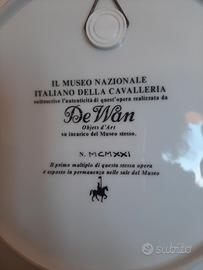 IL MUSEO NAZIONALE
ITALIANO DELLA CAVALLERIA
sottoscrive l'autenticità di quest'opera realizzata da
De Wan
Objets d'Art
su incarico del Museo stesso.
N. MCMXXI
Il primo multiplo di questa stessa opera
è esposto in permanenza nelle sale del Museo
subito